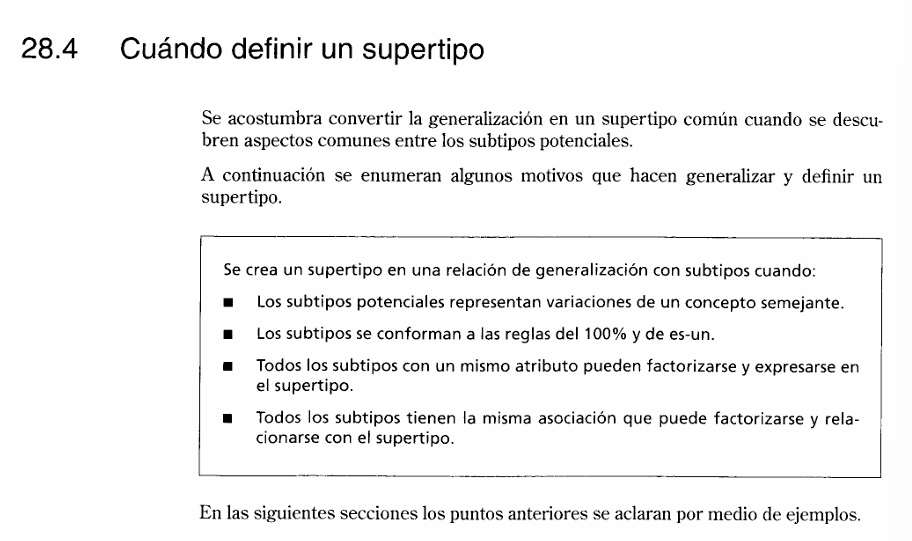 28.4 Cuándo definir un supertipo
Se acostumbra convertir la generalización en un supertipo común cuando se descu-
bren aspectos comunes entre los subtipos potenciales.
A continuación se enumeran algunos motivos que hacen generalizar y definir un
supertipo.
Se crea un supertipo en una relación de generalización con subtipos cuando:
■ Los subtipos potenciales representan variaciones de un concepto semejante.
■ Los subtipos se conforman a las reglas del 100% y de es-un.
■ Todos los subtipos con un mismo atributo pueden factorizarse y expresarse en
el supertipo.
■ Todos los subtipos tienen la misma asociación que puede factorizarse y rela-
cionarse con el supertipo.
En las siguientes secciones los puntos anteriores se aclaran por medio de ejemplos.